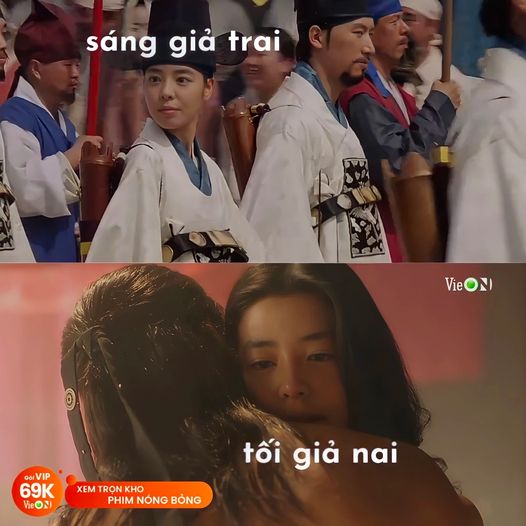 sáng giả trai
VieON
tối giả nai
GÓI VIP
69K
VieON
XEM TRỌN KHO
PHIM NÓNG BỎNG